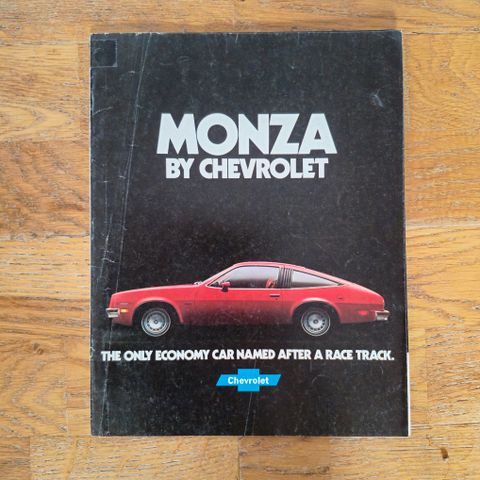 MONZA
BY CHEVROLET
THE ONLY ECONOMY CAR NAMED AFTER A RACE TRACK.
Chevrolet